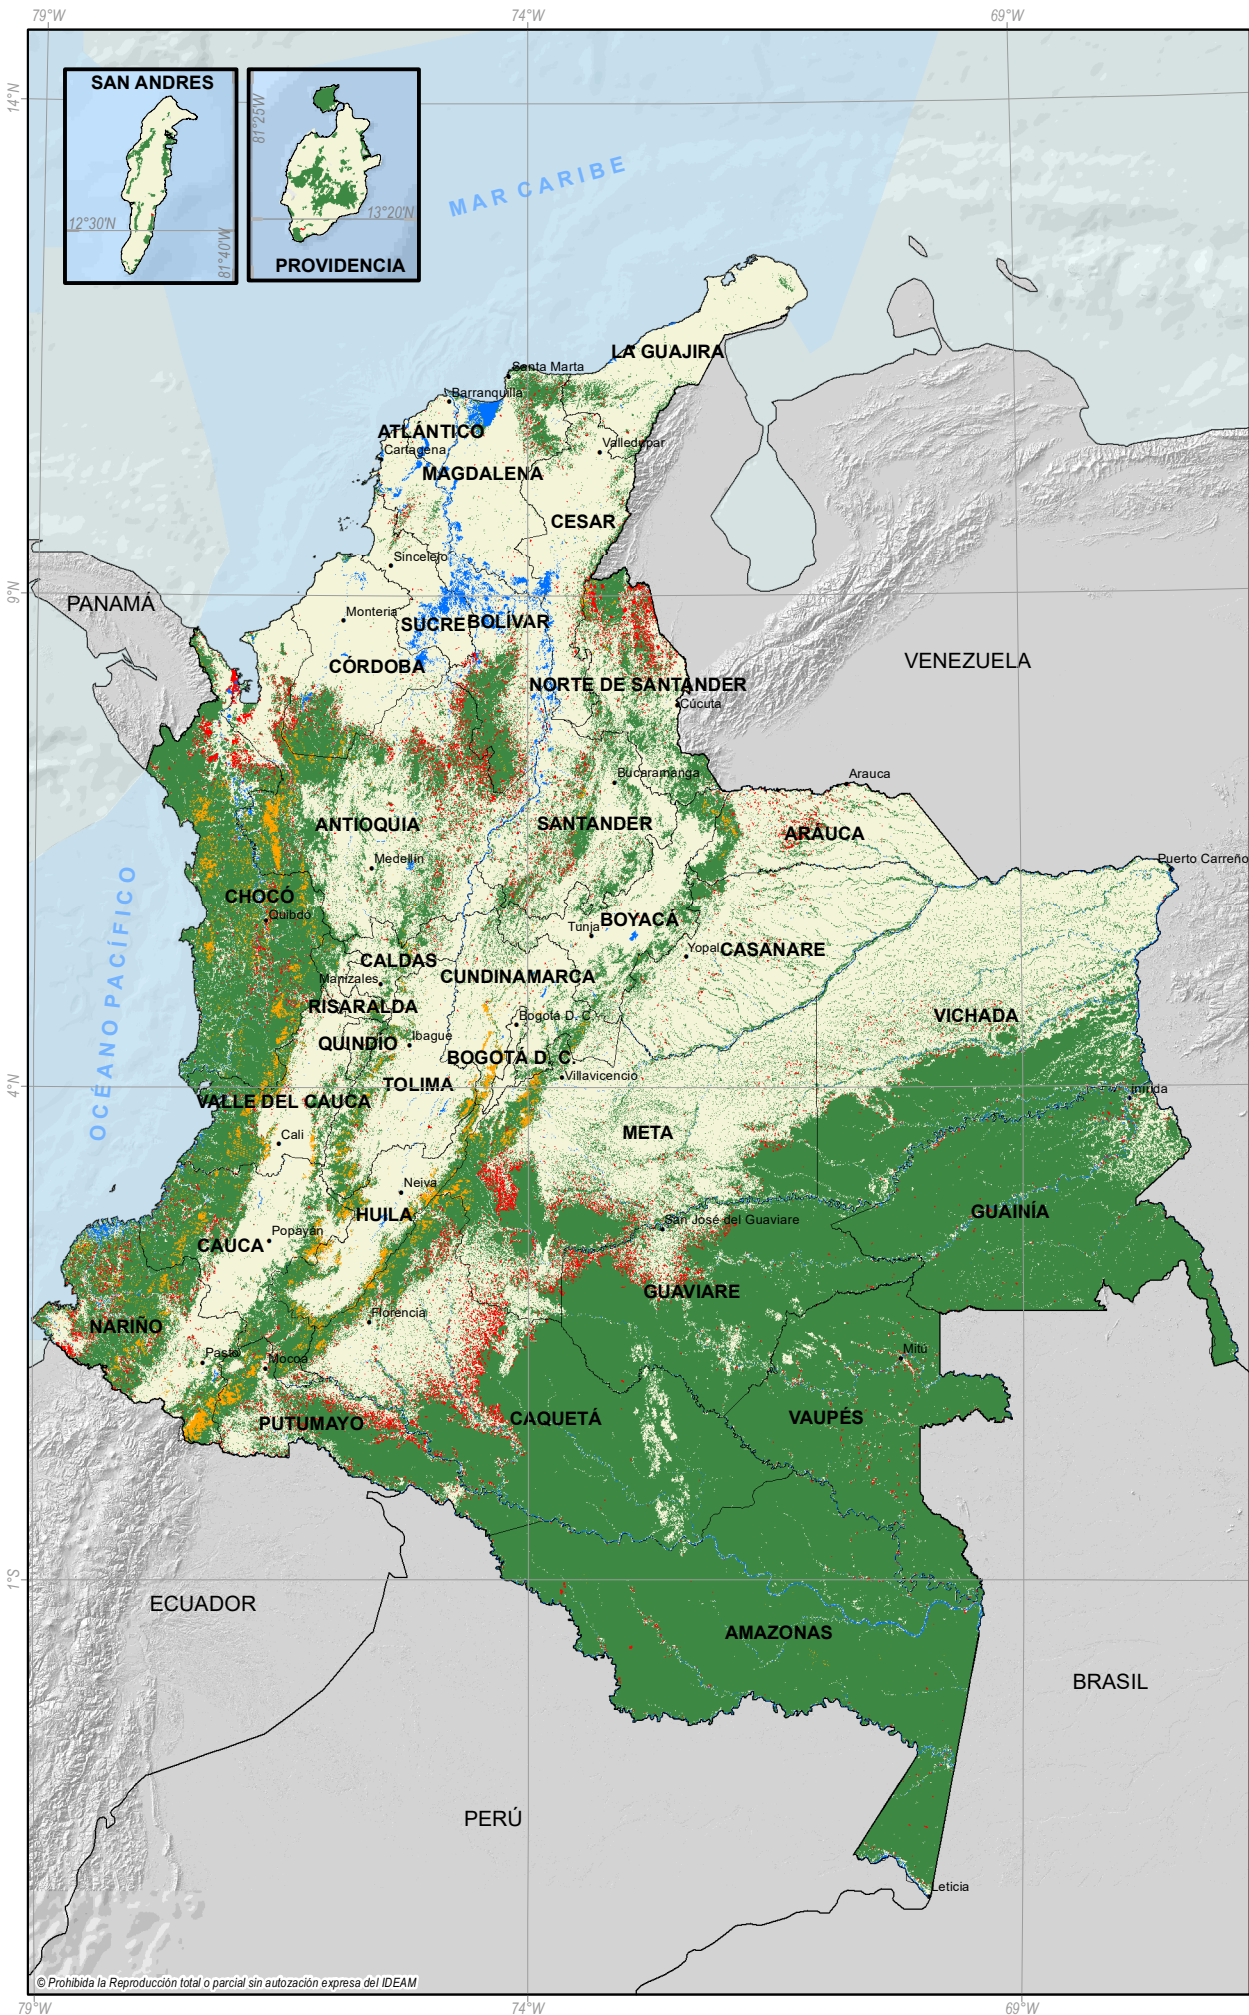 79°W
74°W
69°W
14°N
SAN ANDRES
12°30'N
81°40'W
81°25'W
13°20'N
PROVIDENCIA
MAR CARIBE
LA GUAJIRA
Santa Marta
Barranquilla
ATLÁNTICO
Cartagena
Valledupar
MAGDALENA
CESAR
Sincelejo
9°N
PANAMÁ
Monteria
SUCRE
BOLÍVAR
VENEZUELA
CÓRDOBA
NORTE DE SANTANDER
Cúcuta
Bucaramanga
Arauca
ANTIOQUIA
SANTANDER
ARAUCA
Medellín
Puerto Carreño
CHOCÓ
Quibdó
OCÉANO PACÍFICO
BOYACÁ
Tunja
CASANARE
Yopal
CALDAS
CUNDINAMARCA
Manizales
RISARALDA
Bogotá D. C.
VICHADA
QUINDÍO
Ibague
BOGOTÁ D. C.
Villavicencio
TOLIMA
4°N
VALLE DEL CAUCA
Inírida
Cali
META
Neiva
HUILA
GUAINÍA
Popayán
San José del Guaviare
CAUCA
GUAVIARE
Florencia
NARIÑO
Pasto
Mocoa
Mitú
PUTUMAYO
CAQUETÁ
VAUPÉS
1°S
ECUADOR
AMAZONAS
BRASIL
PERÚ
Leticia
© Prohibida la Reproducción total o parcial sin autozación expresa del IDEAM
79°W
74°W
69°W